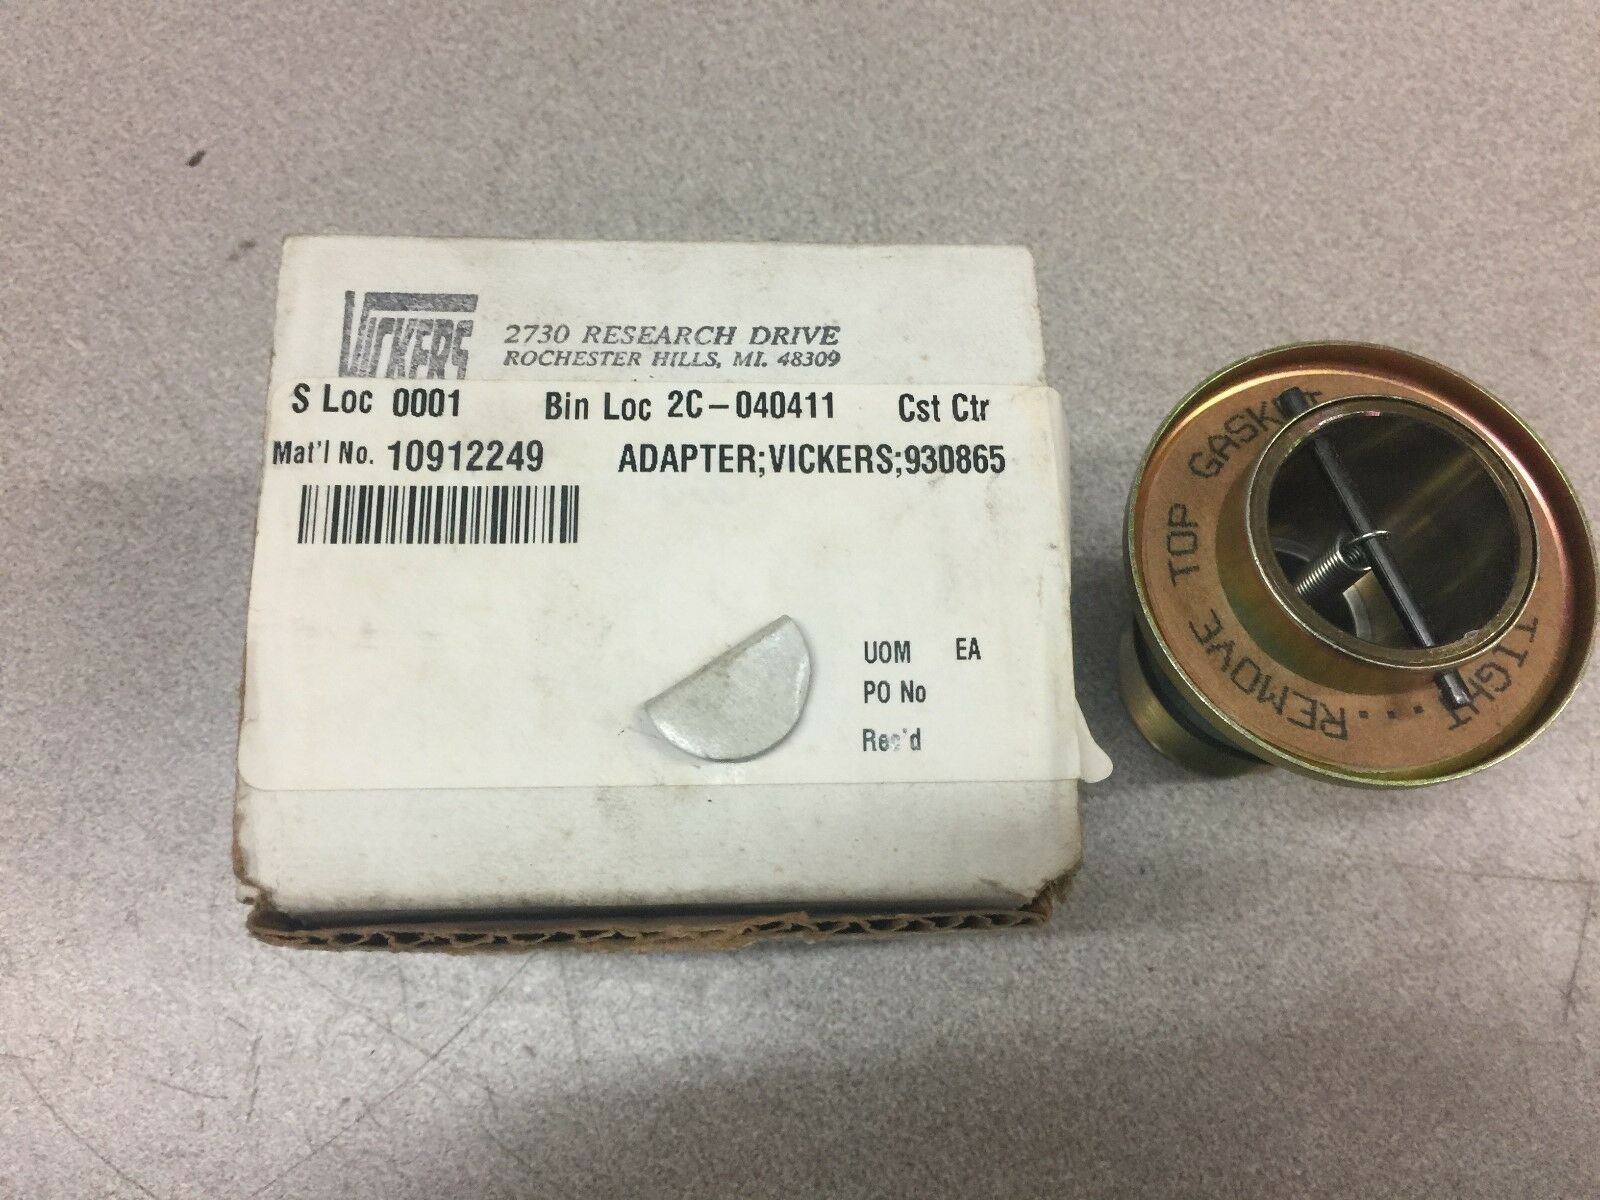 VICKERS
2730 RESEARCH DRIVE
ROCHESTER HILLS, MI. 48309
S Loc 0001 Bin Loc 2C-040411 Cst Ctr
Mat'l No. 10912249 ADAPTER;VICKERS;930865
UOM EA
PO No
Rec'd
REMOVE TOP GASKET
TIGHT...